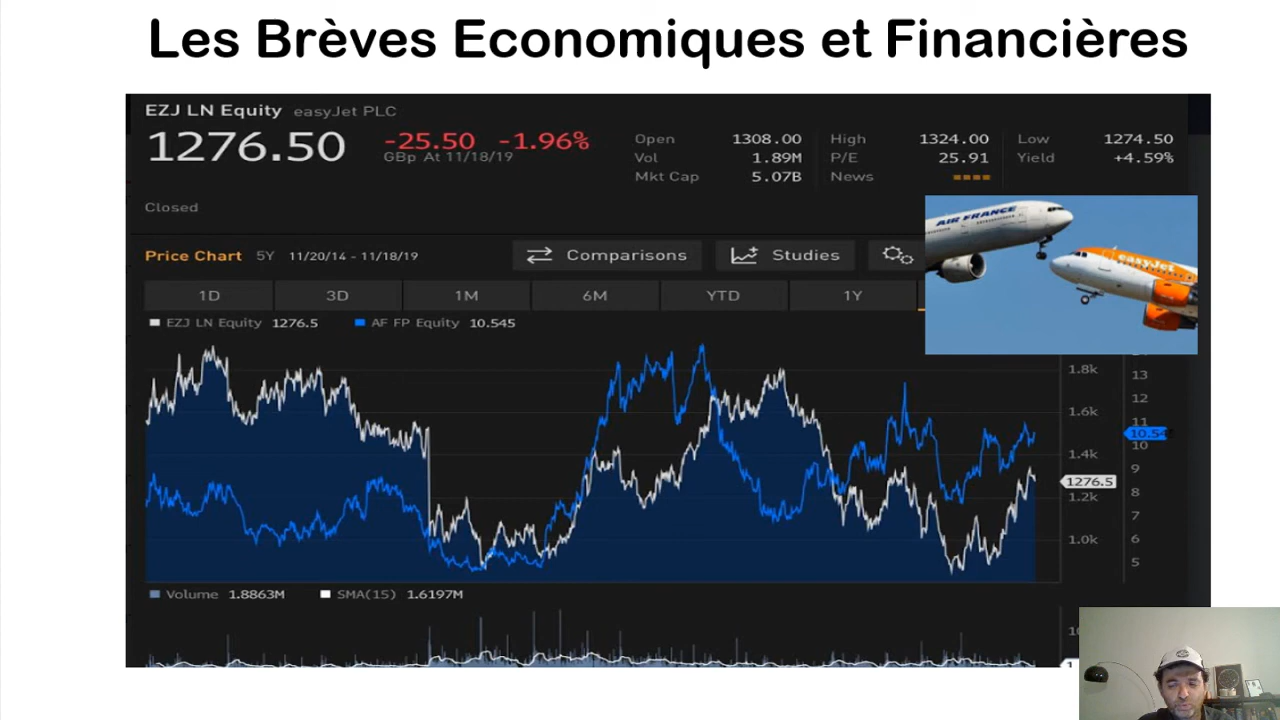 Les Brèves Economiques et Financières
EZJ LN Equity easyJet PLC
1276.50 -25.50 -1.96%
GBp At 11/18/19
Open 1308.00 High 1324.00 Low 1274.50
Vol 1.89M P/E 25.91 Yield +4.59%
Mkt Cap 5.07B News
Closed
AIR FRANCE
easyJet
Price Chart 5Y 11/20/14 - 11/18/19 Comparisons Studies
1D 3D 1M 6M YTD 1Y
EZJ LN Equity 1276.5 AF FP Equity 10.545
1.8k 13
12
1.6k
11
10.545
10
1.4k
9
1276.5
8
1.2k
7
1.0k 6
5
Volume 1.8863M SMA(15) 1.6197M